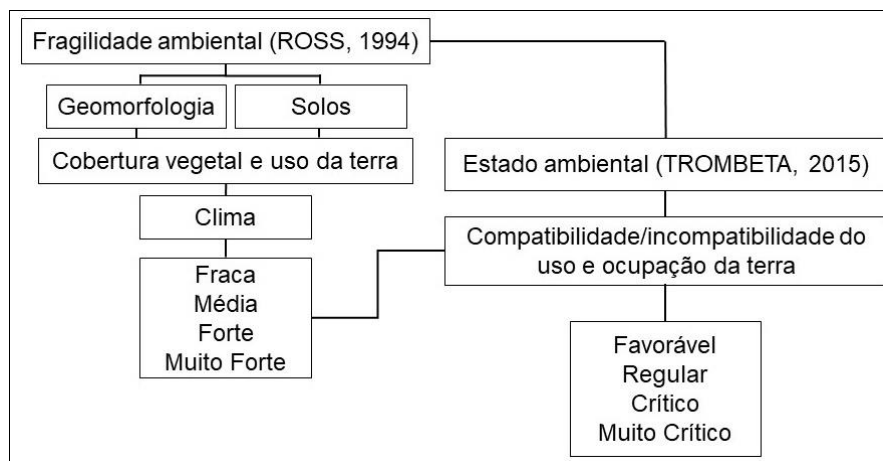 Fragilidade ambiental (ROSS, 1994)
Geomorfologia
Solos
Cobertura vegetal e uso da terra
Clima
Fraca
Média
Forte
Muito Forte
Estado ambiental (TROMBETA, 2015)
Compatibilidade/incompatibilidade do
uso e ocupação da terra
Favorável
Regular
Crítico
Muito Crítico